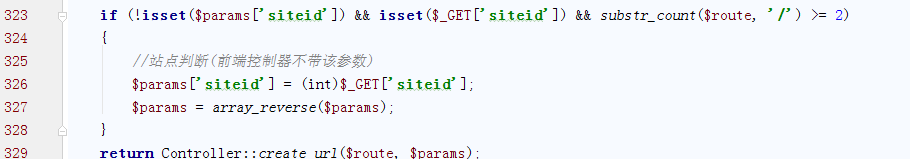 323 if (!isset($params['siteid']) && isset($_GET['siteid']) && substr_count($route, '/') >= 2)
324 {
325 //站点判断(前端控制器不带该参数)
326 $params['siteid'] = (int)$_GET['siteid'];
327 $params = array_reverse($params);
328 }
329 return Controller::create_url($route, $params);